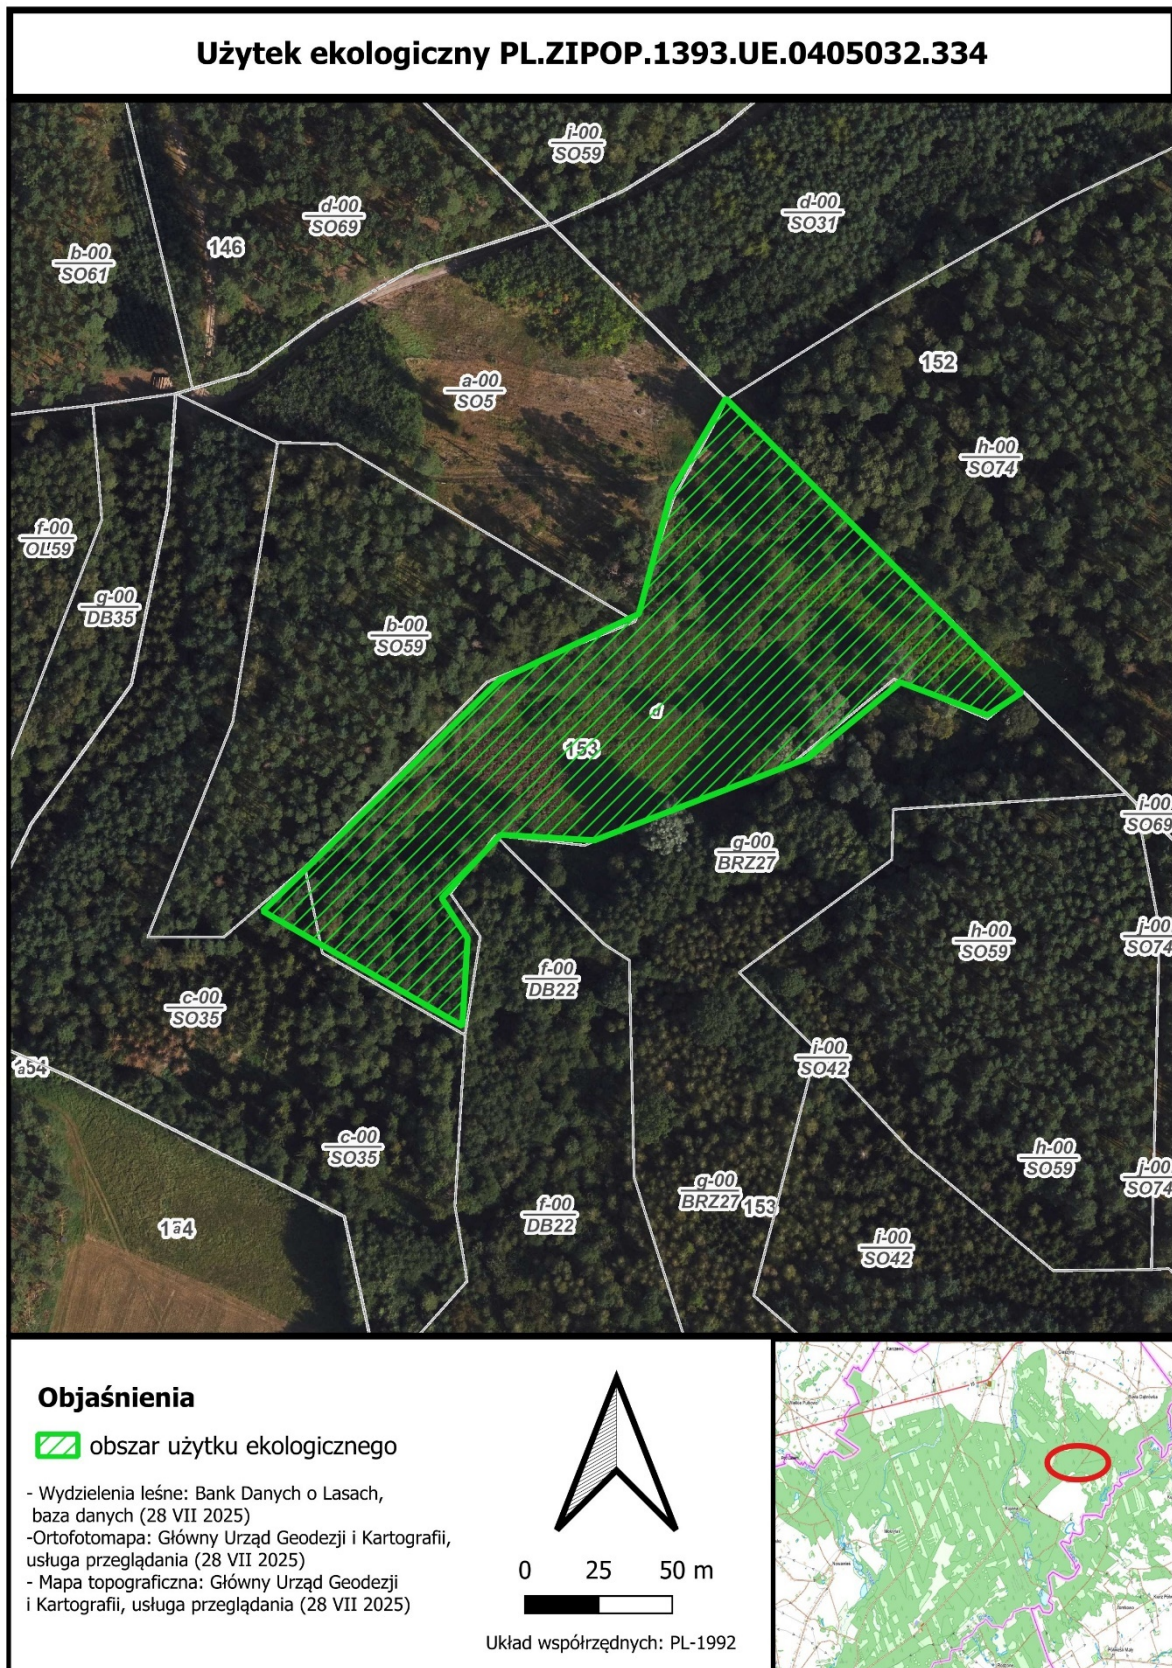 Użytek ekologiczny PL.ZIPOP.1393.UE.0405032.334
i-00
SO59
d-00
SO69
d-00
SO31
146
b-00
SO61
152
a-00
SO5
h-00
SO74
f-00
OL59
g-00
DB35
b-00
SO59
d
153
i-00
SO69
g-00
BRZ27
h-00
SO59
j-00
SO74
f-00
DB22
c-00
SO35
i-00
SO42
a
154
c-00
SO35
h-00
SO59
j-00
SO74
g-00
BRZ27
153
f-00
DB22
a
i-00
SO42
Objaśnienia
obszar użytku ekologicznego
- Wydzielenia leśne: Bank Danych o Lasach,
baza danych (28 VII 2025)
-Ortofotomapa: Główny Urząd Geodezji i Kartografii,
usługa przeglądania (28 VII 2025)
- Mapa topograficzna: Główny Urząd Geodezji
i Kartografii, usługa przeglądania (28 VII 2025)
0 25 50 m
Układ współrzędnych: PL-1992